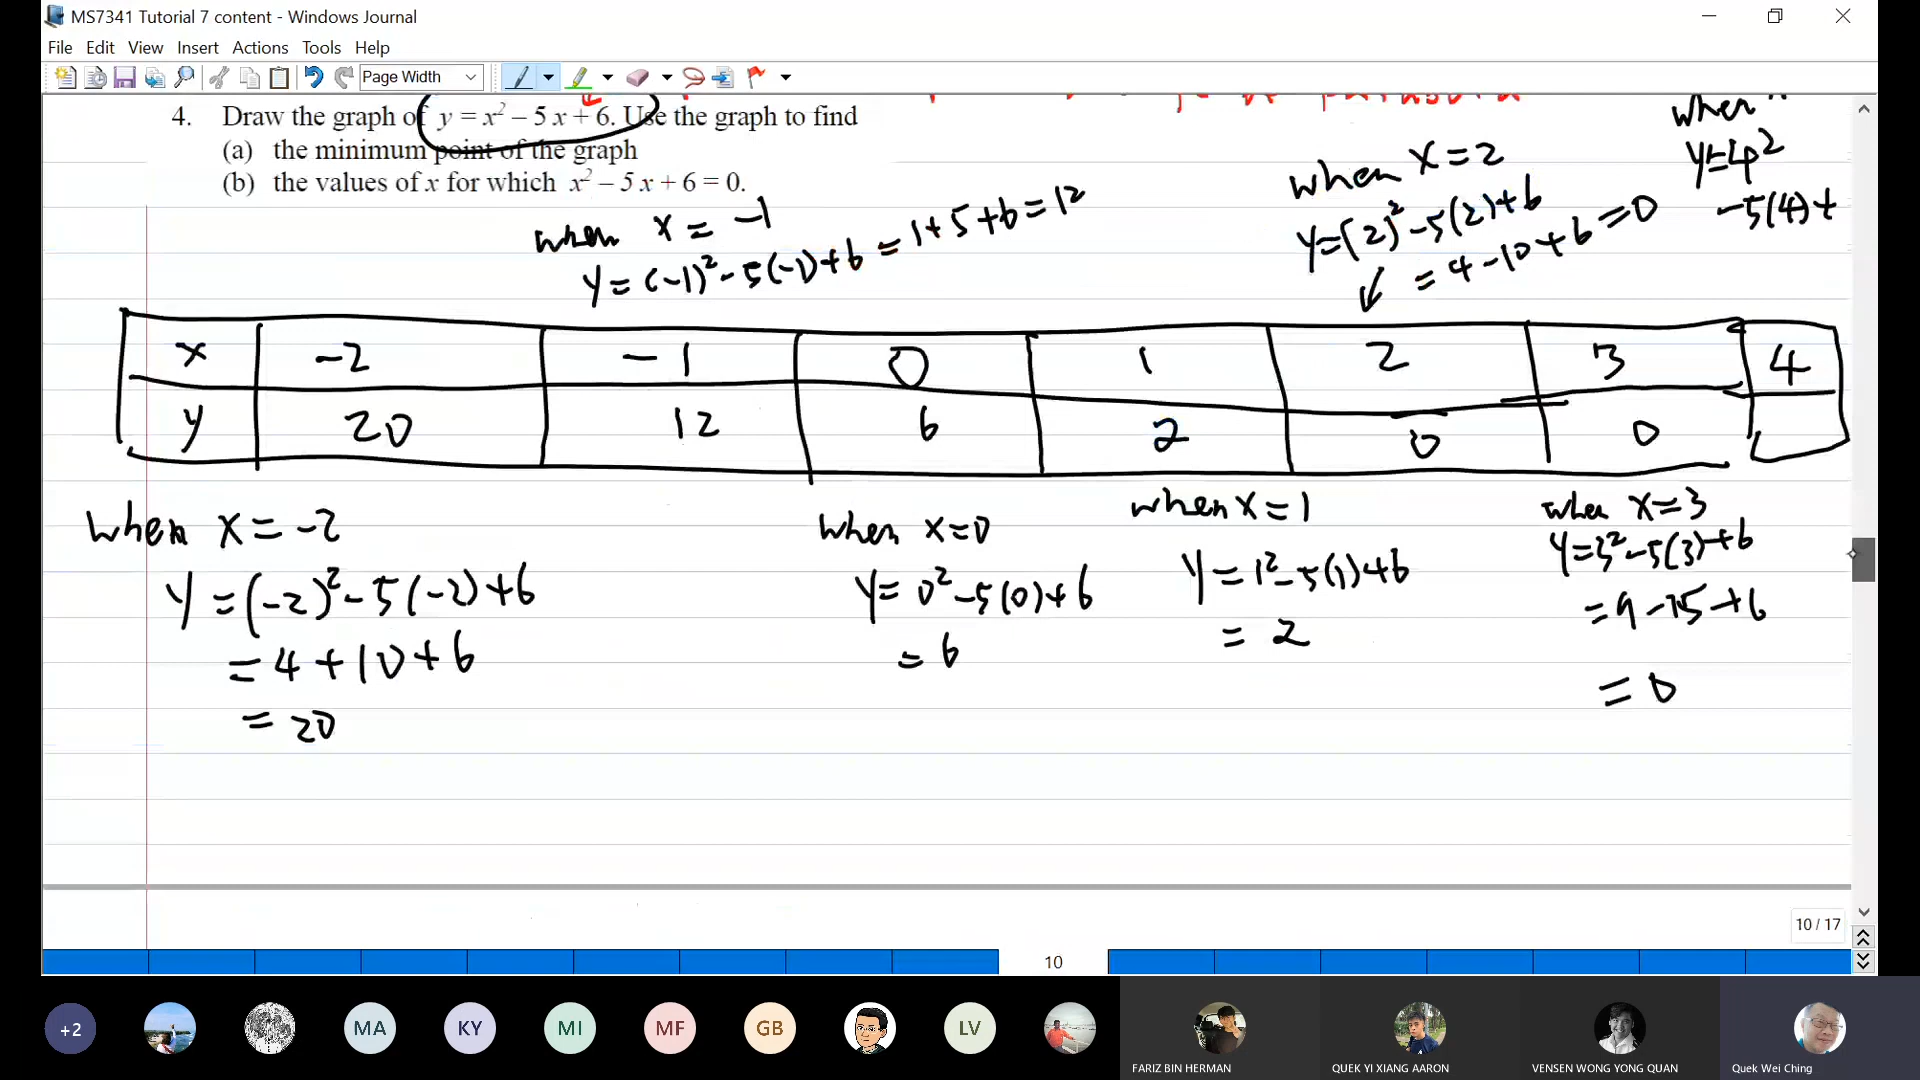 MS7341 Tutorial 7 content - Windows Journal
File Edit View Insert Actions Tools Help
Page Width
4. Draw the graph of y = x² – 5 x + 6. Use the graph to find
(a) the minimum point of the graph
(b) the values of x for which x² – 5 x + 6 = 0.
when x = -1
y = (-1)² - 5(-1) + 6 = 1 + 5 + 6 = 12
when x = 2
y = (2)² - 5(2) + 6
= 4 - 10 + 6 = 0
when
y =
-5(4)+
x -2 -1 0 1 2 3 4
y 20 12 6 2 0 0
when x = -2
y = (-2)² - 5(-2) + 6
= 4 + 10 + 6
= 20
when x = 0
y = 0² - 5(0) + 6
= 6
when x = 1
y = 1² - 5(1) + 6
= 2
when x = 3
y = 3² - 5(3) + 6
= 9 - 15 + 6
= 0
10 / 17
10
+2 MA KY MI MF GB LV
FARIZ BIN HERMAN QUEK YI XIANG AARON VENSEN WONG YONG QUAN Quek Wei Ching